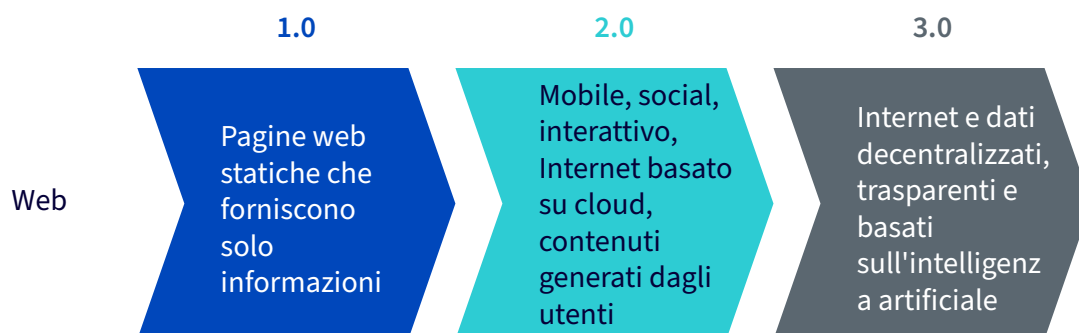 1.0
2.0
3.0
Web
Pagine web
statiche che
forniscono
solo
informazioni
Mobile, social,
interattivo,
Internet basato
su cloud,
contenuti
generati dagli
utenti
Internet e dati
decentralizzati,
trasparenti e
basati
sull'intelligenz
a artificiale